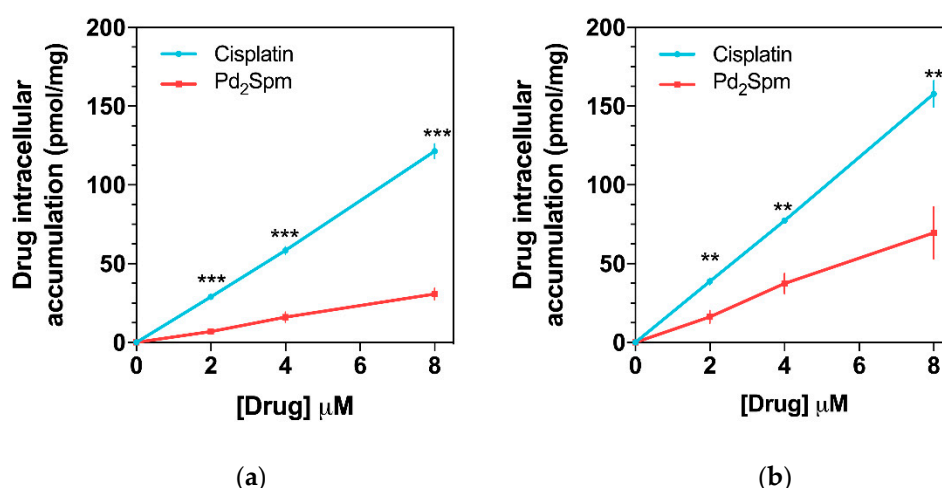 200
150
100
50
0
Drug intracellular
accumulation (pmol/mg)
Cisplatin
Pd₂Spm
***
***
***
0 2 4 6 8
[Drug] μM
(a)
200
150
100
50
0
Drug intracellular
accumulation (pmol/mg)
Cisplatin
Pd₂Spm
**
**
**
0 2 4 6 8
[Drug] μM
(b)